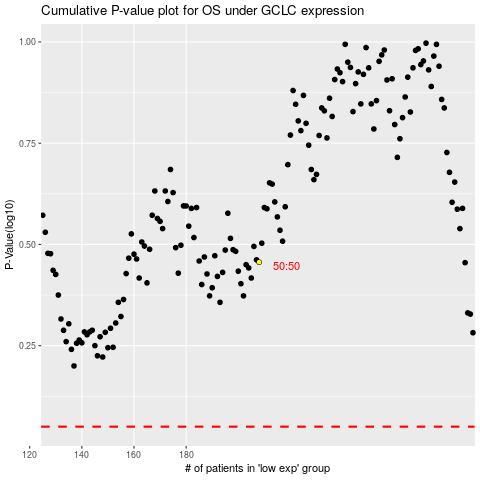 Cumulative P-value plot for OS under GCLC expression
P-Value(log10)
1.00
0.75
0.50
0.25
50:50
120 140 160 180
# of patients in 'low exp' group